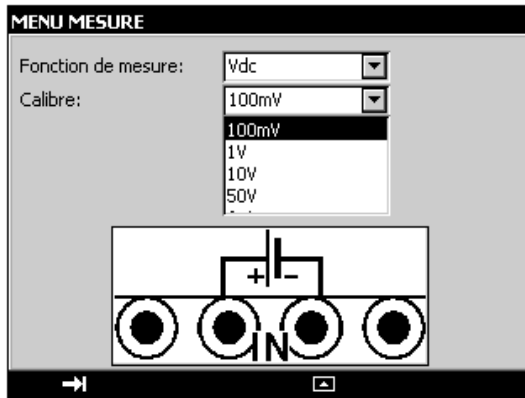 MENU MESURE
Fonction de mesure: Vdc
Calibre: 100mV
100mV
1V
10V
50V
+ -
IN